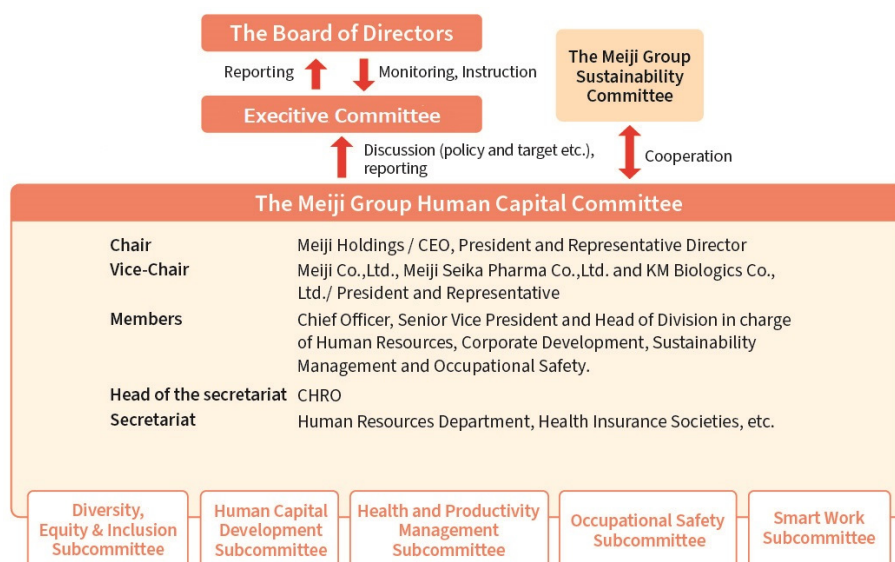 The Board of Directors
Reporting
Monitoring, Instruction
The Meiji Group
Sustainability
Committee
Execitive Committee
Discussion (policy and target etc.),
reporting
Cooperation
The Meiji Group Human Capital Committee
Chair
Meiji Holdings / CEO, President and Representative Director
Vice-Chair
Meiji Co.,Ltd., Meiji Seika Pharma Co.,Ltd. and KM Biologics Co.,
Ltd./ President and Representative
Members
Chief Officer, Senior Vice President and Head of Division in charge
of Human Resources, Corporate Development, Sustainability
Management and Occupational Safety.
Head of the secretariat
CHRO
Secretariat
Human Resources Department, Health Insurance Societies, etc.
Diversity,
Equity & Inclusion
Subcommittee
Human Capital
Development
Subcommittee
Health and Productivity
Management
Subcommittee
Occupational Safety
Subcommittee
Smart Work
Subcommittee